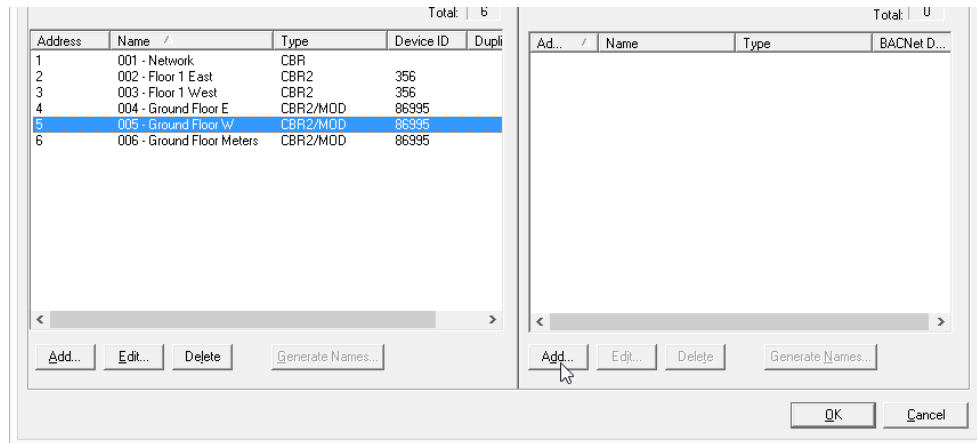 Total: 6
Total: 0
Address Name Type Device ID Dupli
1 001 - Network CBR
2 002 - Floor 1 East CBR2 356
3 003 - Floor 1 West CBR2 356
4 004 - Ground Floor E CBR2/MOD 86995
5 005 - Ground Floor W CBR2/MOD 86995
6 006 - Ground Floor Meters CBR2/MOD 86995
Ad... Name Type BACNet D...
Add... Edit... Delete Generate Names...
Add... Edit... Delete Generate Names...
OK Cancel